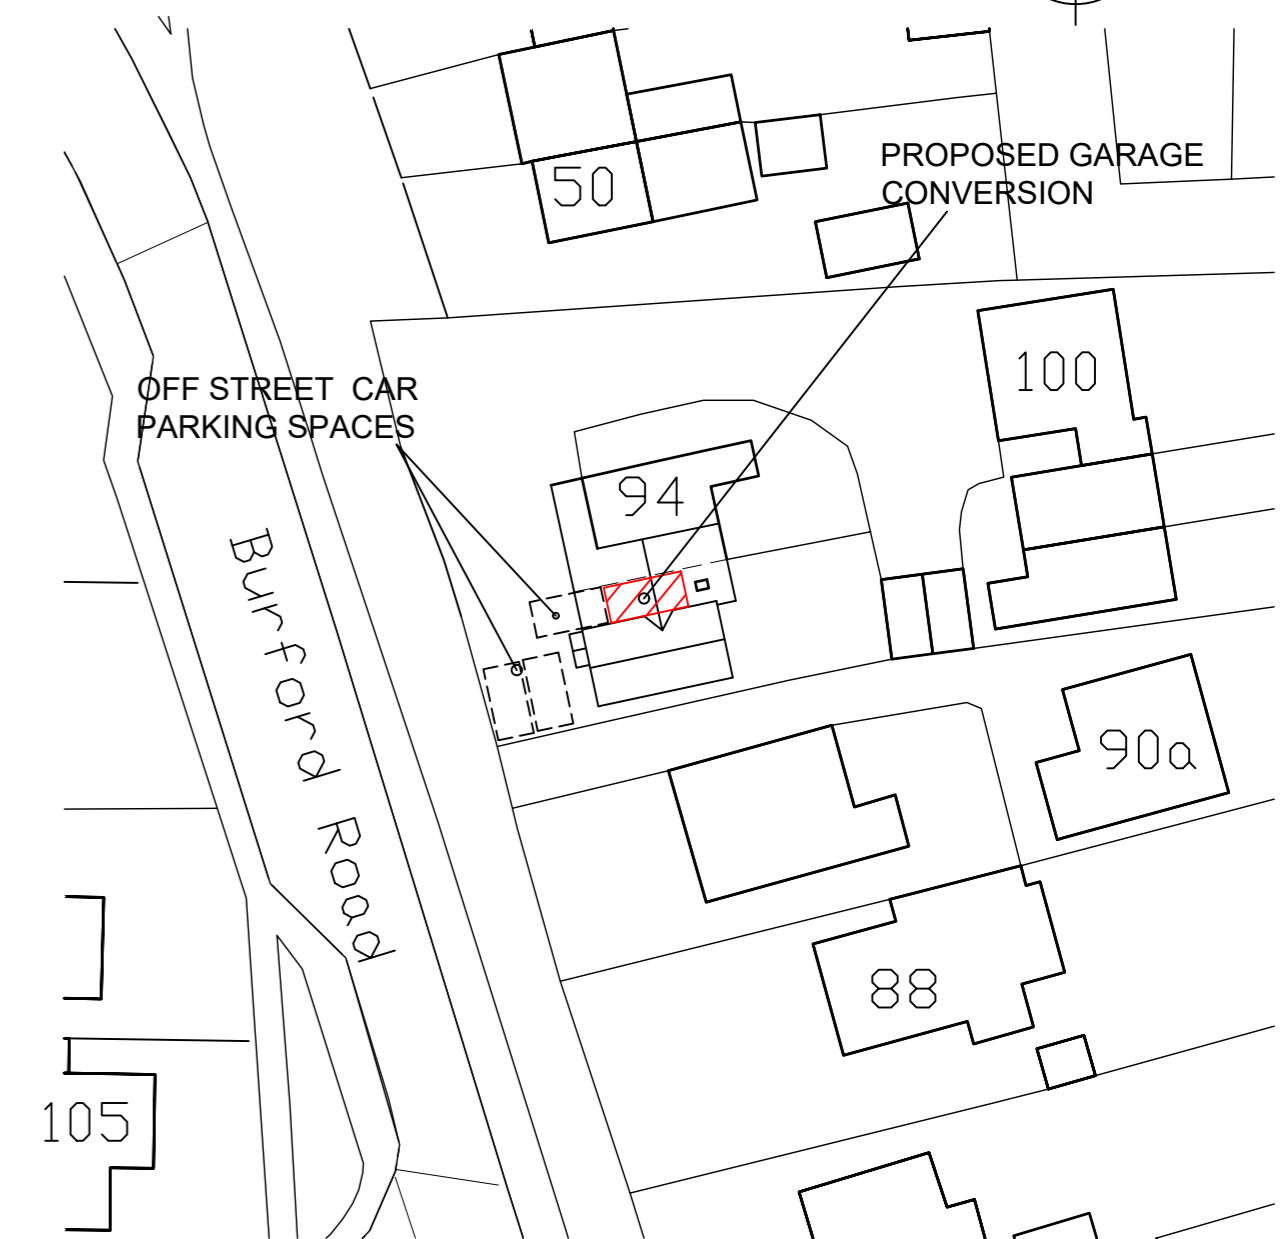 PROPOSED GARAGE
CONVERSION
50
100
OFF STREET CAR
PARKING SPACES
94
Burford Road
90a
88
105